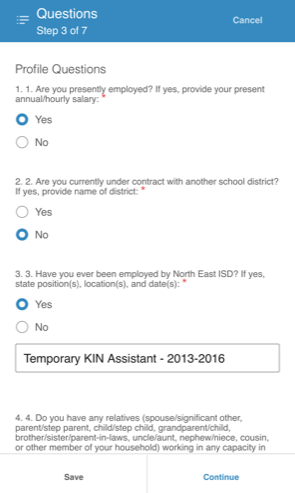 Questions
Cancel
Step 3 of 7
Profile Questions
1. 1. Are you presently employed? If yes, provide your present
annual/hourly salary: *
Yes
No
2. 2. Are you currently under contract with another school district?
If yes, provide name of district: *
Yes
No
3. 3. Have you ever been employed by North East ISD? If yes,
state position(s), location(s), and date(s): *
Yes
No
Temporary KIN Assistant - 2013-2016
4. 4. Do you have any relatives (spouse/significant other,
parent/step parent, child/step child, grandparent/child,
brother/sister/parent-in-laws, uncle/aunt, nephew/niece, cousin,
or other member of your household) working in any capacity in
Save
Continue